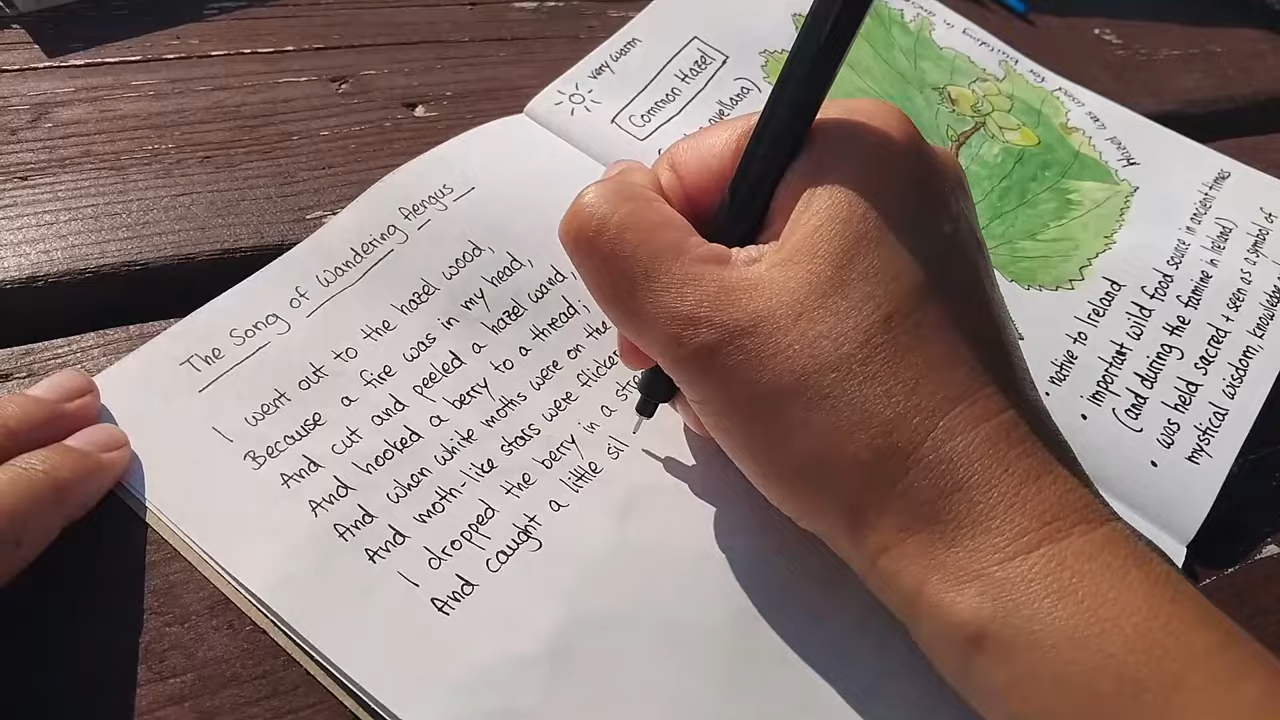 The Song of Wandering Aengus
I went out to the hazel wood,
Because a fire was in my head,
And cut and peeled a hazel wand,
And hooked a berry to a thread;
And when white moths were on the
And moth-like stars were flicker
I dropped the berry in a stre
And caught a little sil
very warm
Common Hazel
avellana)
Hazel was used for building in
• native to Ireland
• important wild food source in ancient times
(and during the famine in Ireland)
• was held sacred + seen as a symbol of
mystical wisdom, knowledge